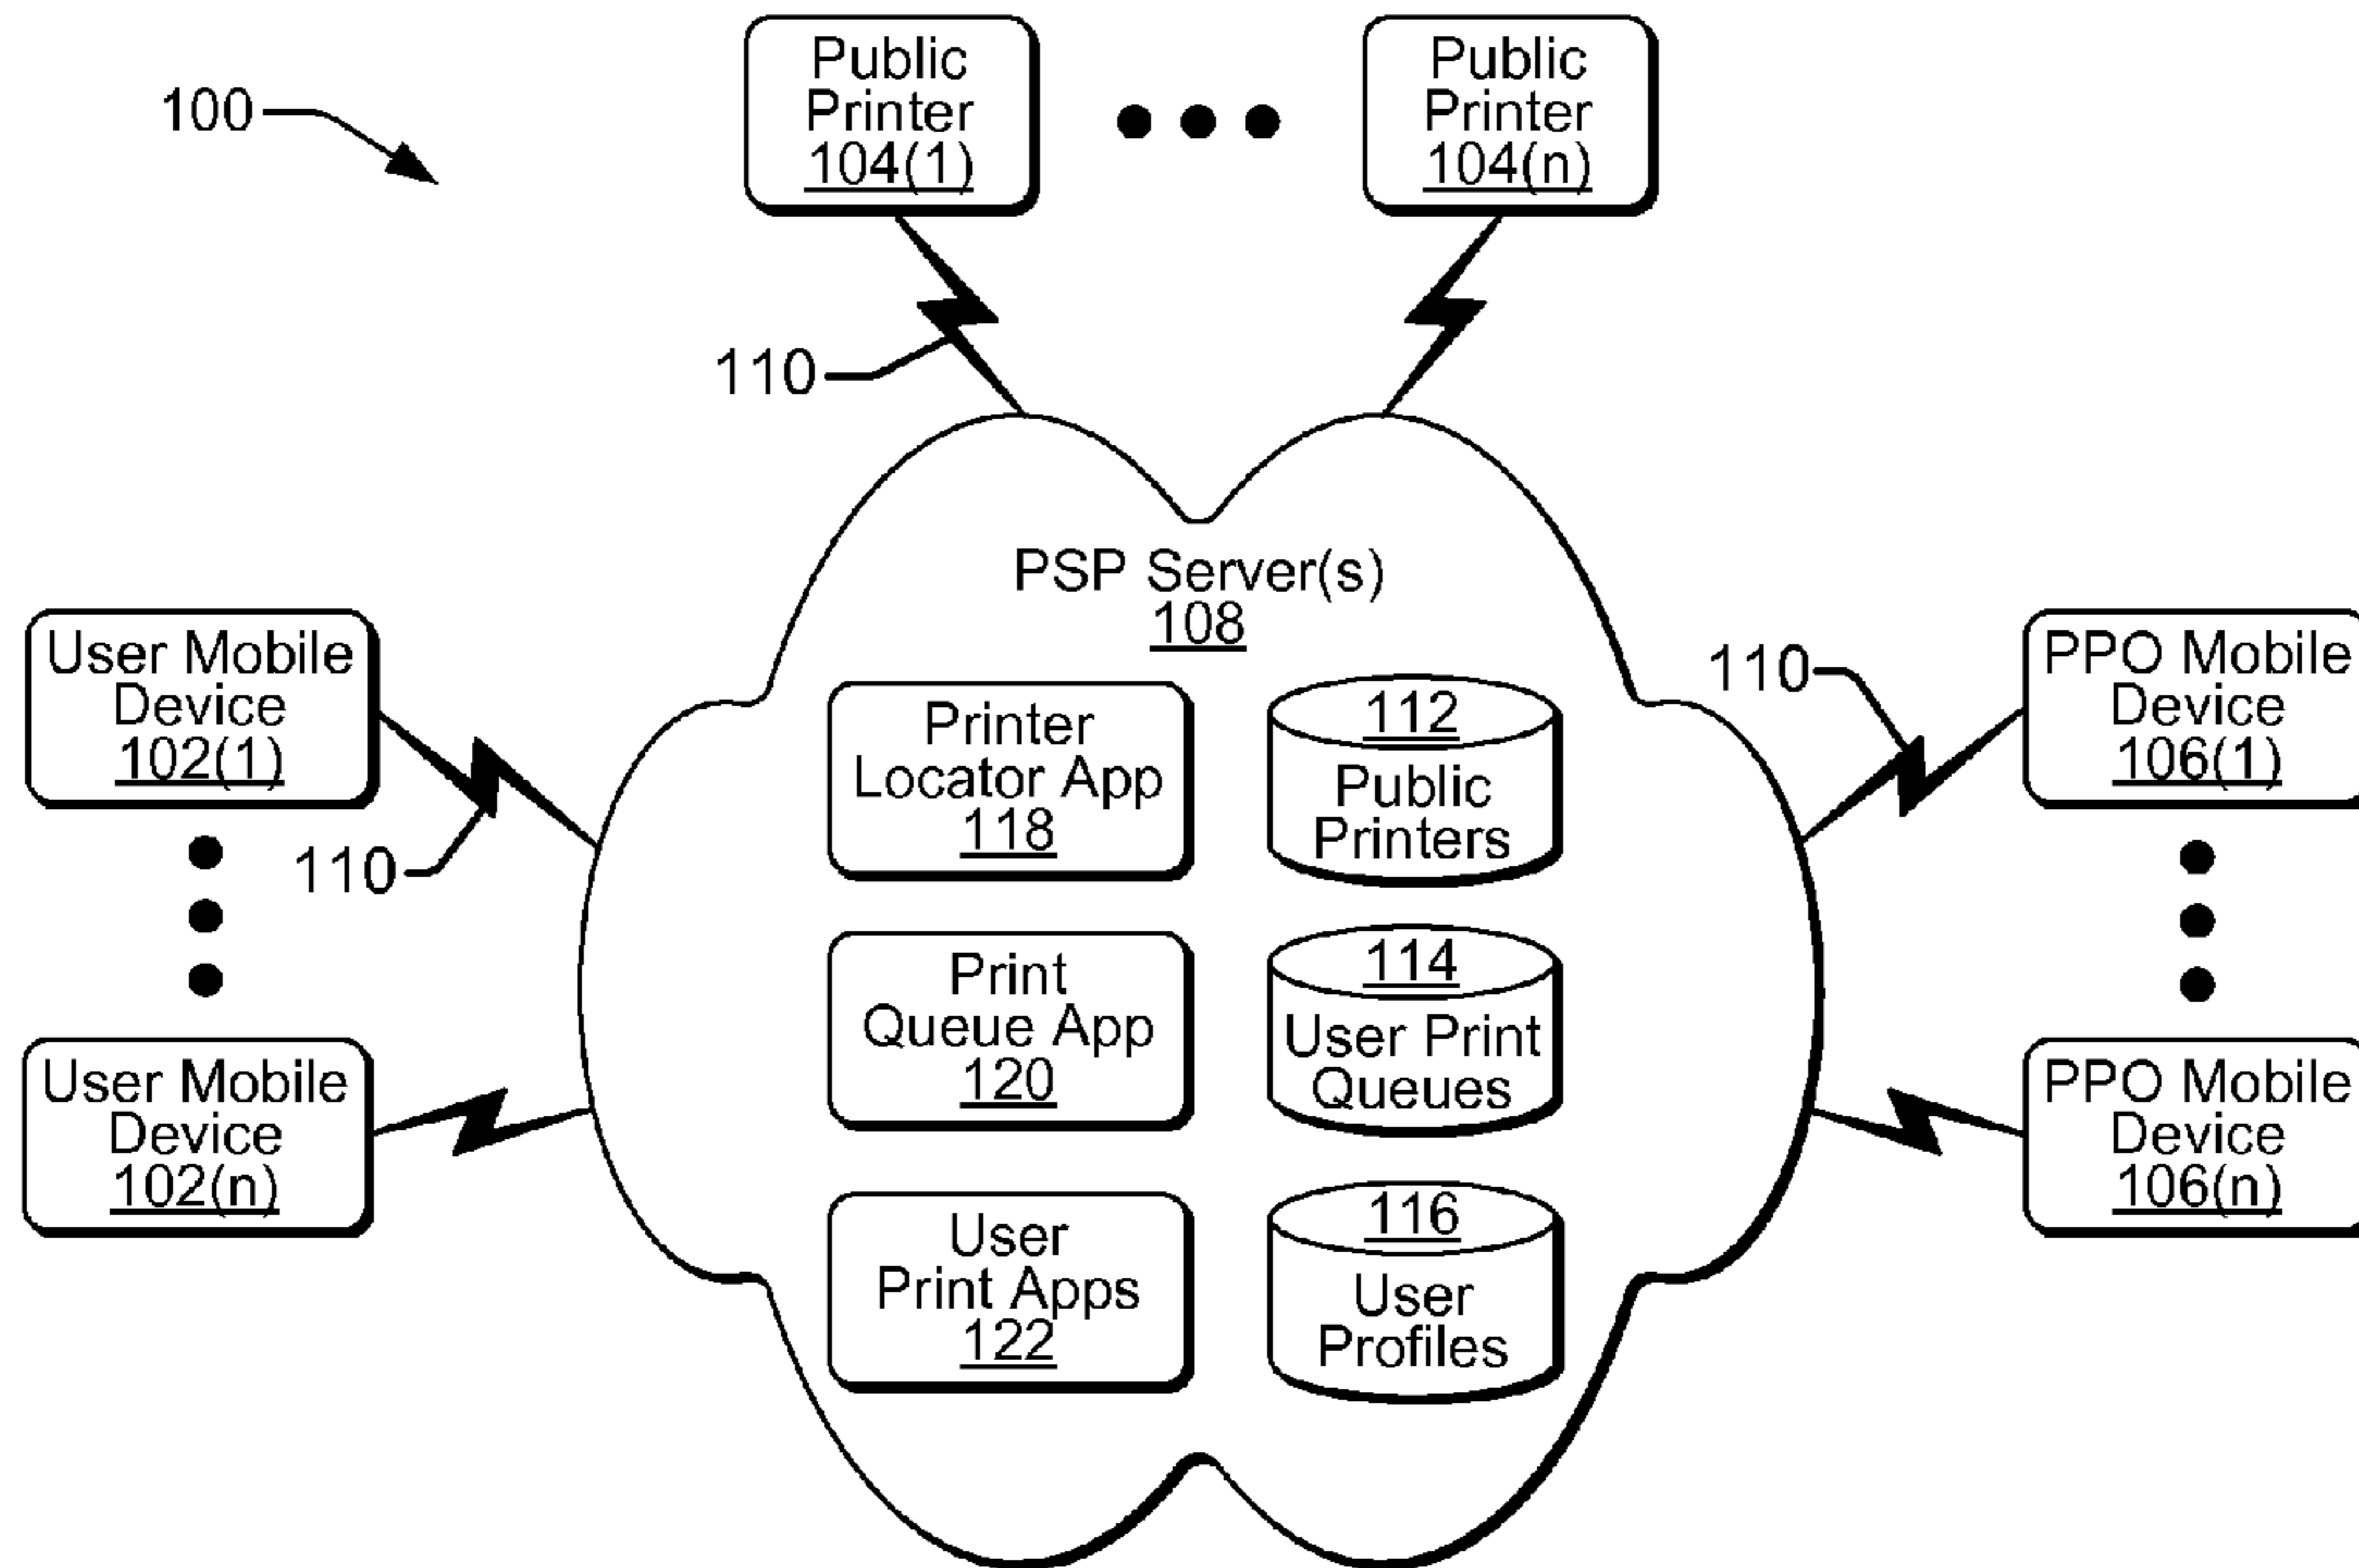 100
Public
Printer
104(1)
Public
Printer
104(n)
110
PSP Server(s)
108
User Mobile
Device
102(1)
110
User Mobile
Device
102(n)
Printer
Locator App
118
112
Public
Printers
Print
Queue App
120
114
User Print
Queues
User
Print Apps
122
116
User
Profiles
110
PPO Mobile
Device
106(1)
PPO Mobile
Device
106(n)